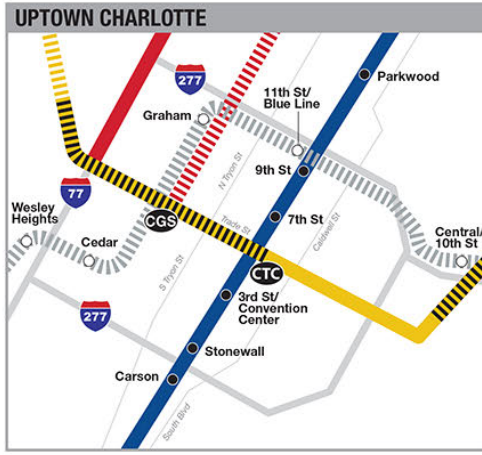 UPTOWN CHARLOTTE
277
Parkwood
11th St/
Blue Line
Graham
9th St
N Tryon St
77
Wesley
Heights
CGS
Trade St
7th St
Caldwell St
Central/
10th St
Cedar
S Tryon St
CTC
277
3rd St/
Convention
Center
Stonewall
Carson
South Blvd